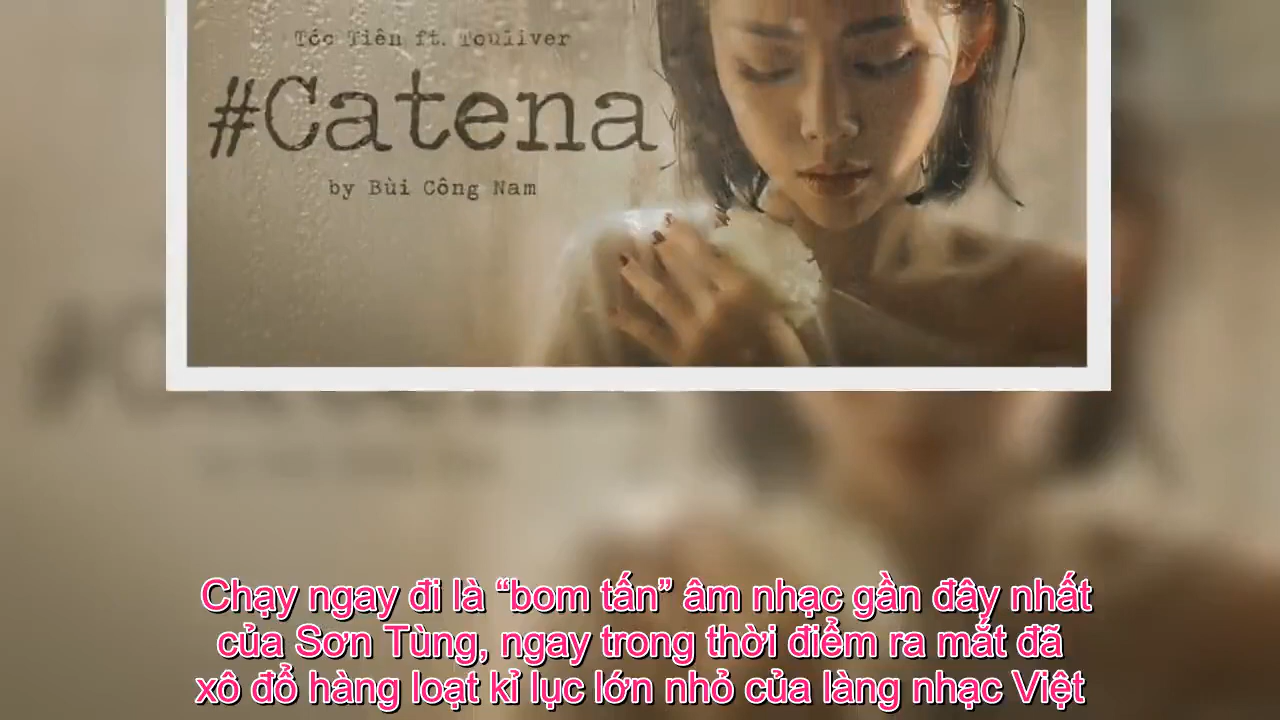 Tóc Tiên ft. Touliver
#Catena
by Bùi Công Nam
Chạy ngay đi là “bom tấn” âm nhạc gần đây nhất
của Sơn Tùng, ngay trong thời điểm ra mắt đã
xô đổ hàng loạt kỉ lục lớn nhỏ của làng nhạc Việt